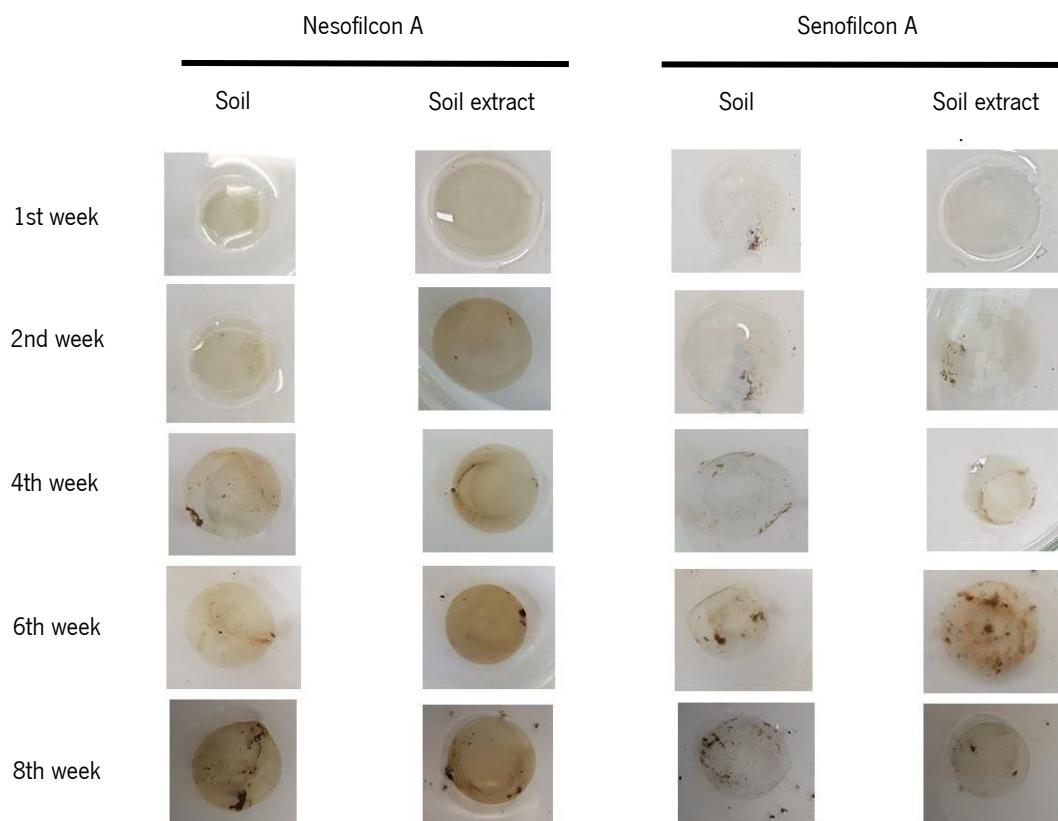 Nesofilcon A
Senofilcon A
Soil
Soil extract
Soil
Soil extract
1st week
2nd week
4th week
6th week
8th week